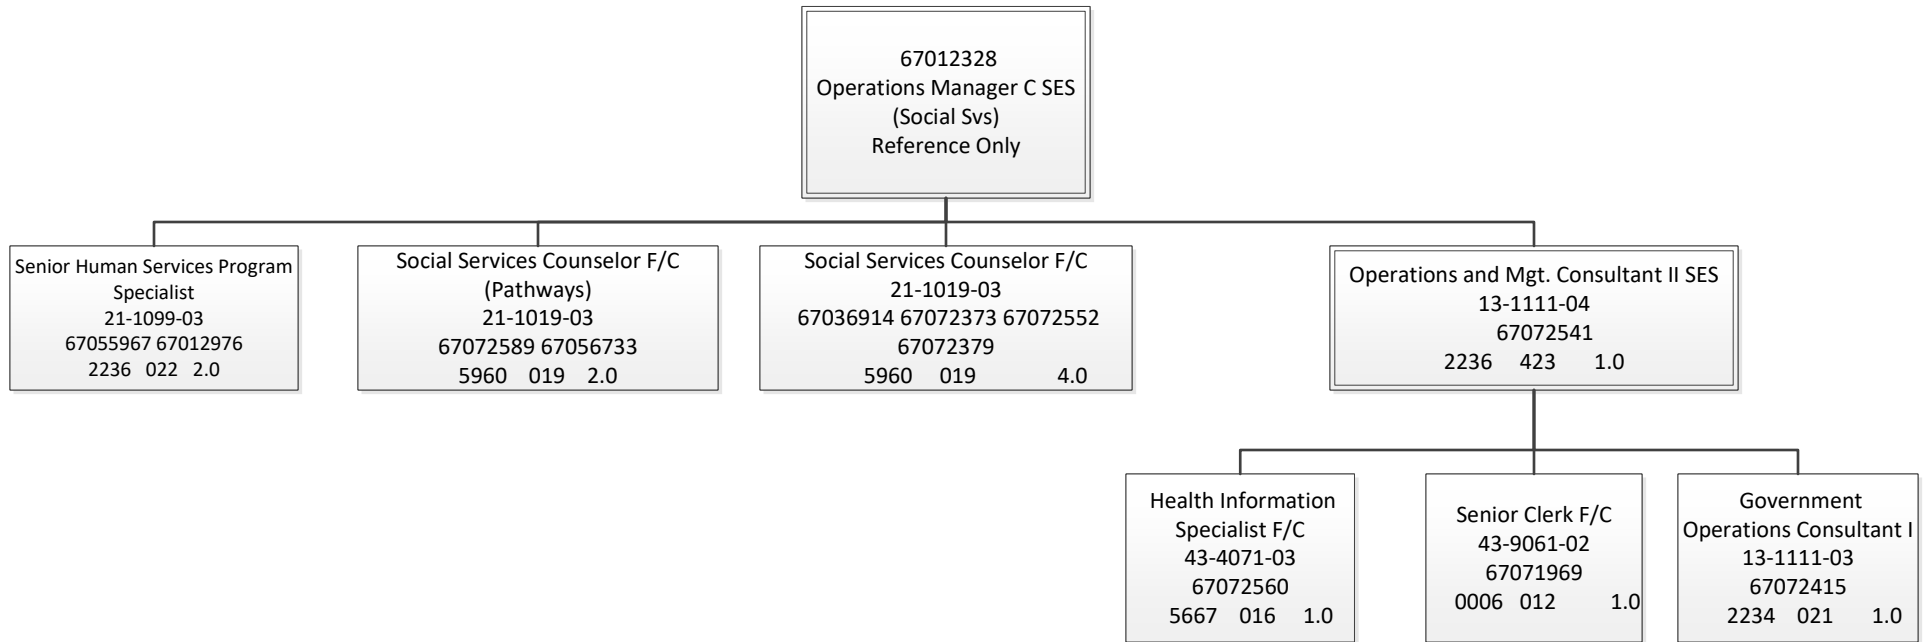 67012328
Operations Manager C SES
(Social Svs)
Reference Only
Senior Human Services Program
Specialist
21-1099-03
67055967 67012976
2236 022 2.0
Social Services Counselor F/C
(Pathways)
21-1019-03
67072589 67056733
5960 019 2.0
Social Services Counselor F/C
21-1019-03
67036914 67072373 67072552
67072379
5960 019 4.0
Operations and Mgt. Consultant II SES
13-1111-04
67072541
2236 423 1.0
Health Information
Specialist F/C
43-4071-03
67072560
5667 016 1.0
Senior Clerk F/C
43-9061-02
67071969
0006 012 1.0
Government
Operations Consultant I
13-1111-03
67072415
2234 021 1.0